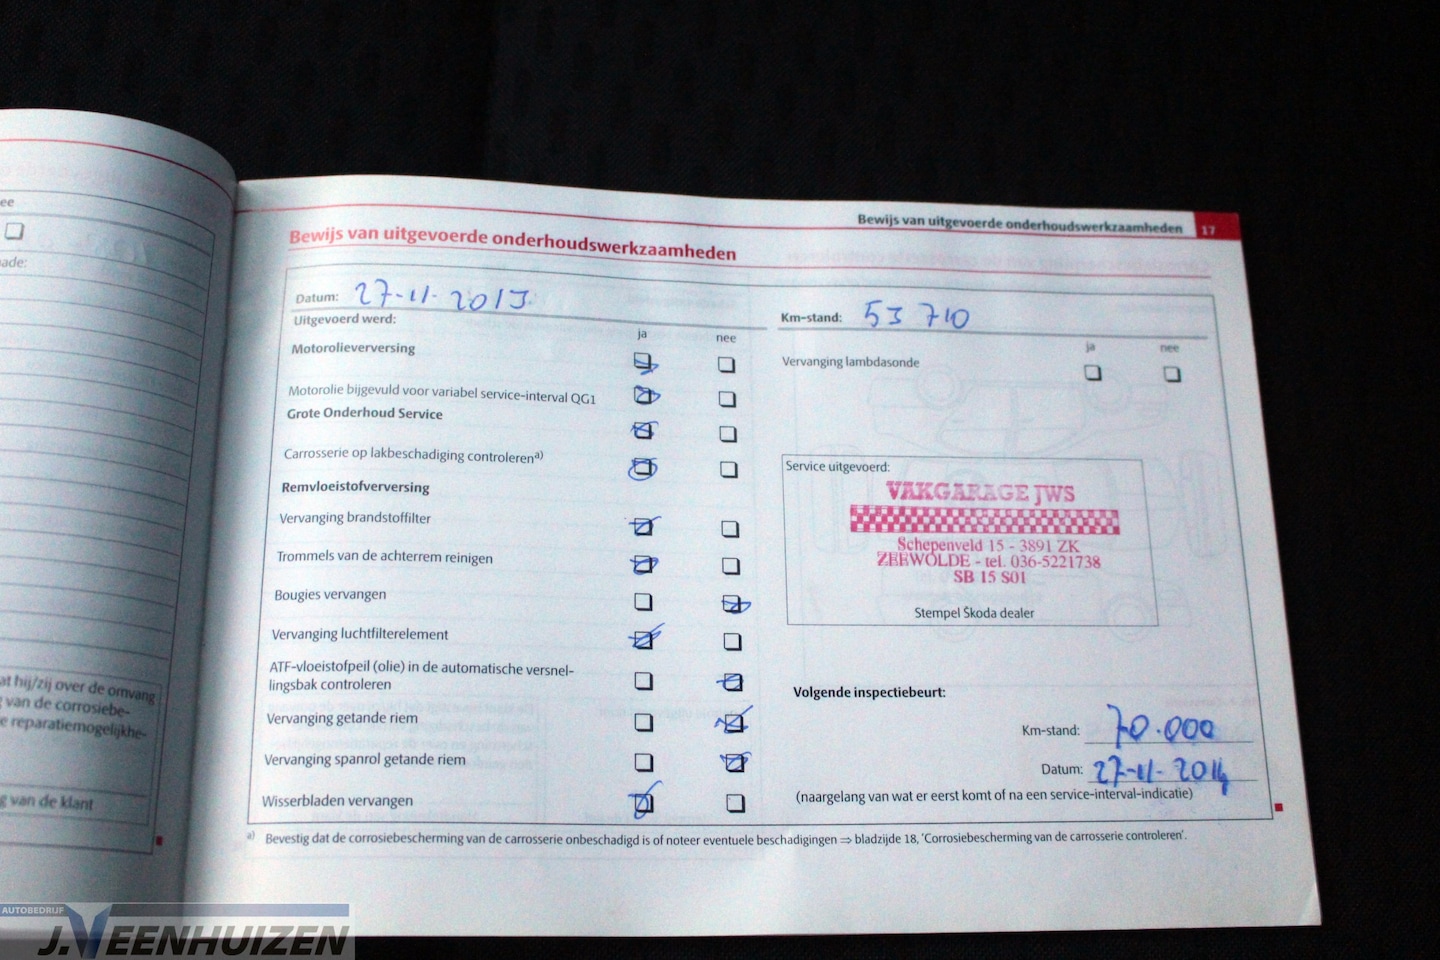 ee
ade:
at hij/zij over de omvang
van de corrosiebe-
e reparatiemogelijkhe-
g van de klant
Bewijs van uitgevoerde onderhoudswerkzaamheden 17
Bewijs van uitgevoerde onderhoudswerkzaamheden
Datum: 27-11-2013
Uitgevoerd werd:
ja nee
Motorolieverversing
Motorolie bijgevuld voor variabel service-interval QG1
Grote Onderhoud Service
Carrosserie op lakbeschadiging controleren a)
Remvloeistofverversing
Vervanging brandstoffilter
Trommels van de achterrem reinigen
Bougies vervangen
Vervanging luchtfilterelement
ATF-vloeistofpeil (olie) in de automatische versnel-
lingsbak controleren
Vervanging getande riem
Vervanging spanrol getande riem
Wisserbladen vervangen
Km-stand: 53 710
ja nee
Vervanging lambdasonde
Service uitgevoerd:
VAKGARAGE JWS
Schepenveld 15 - 3891 ZK
ZEEWOLDE - tel. 036-5221738
SB 15 S01
Stempel Škoda dealer
Volgende inspectiebeurt:
Km-stand: 70.000
Datum: 27-11-2014
(naargelang van wat er eerst komt of na een service-interval-indicatie)
a) Bevestig dat de corrosiebescherming van de carrosserie onbeschadigd is of noteer eventuele beschadigingen ⇒ bladzijde 18, 'Corrosiebescherming van de carrosserie controleren'.
AUTOBEDRIJF
J.VEENHUIZEN